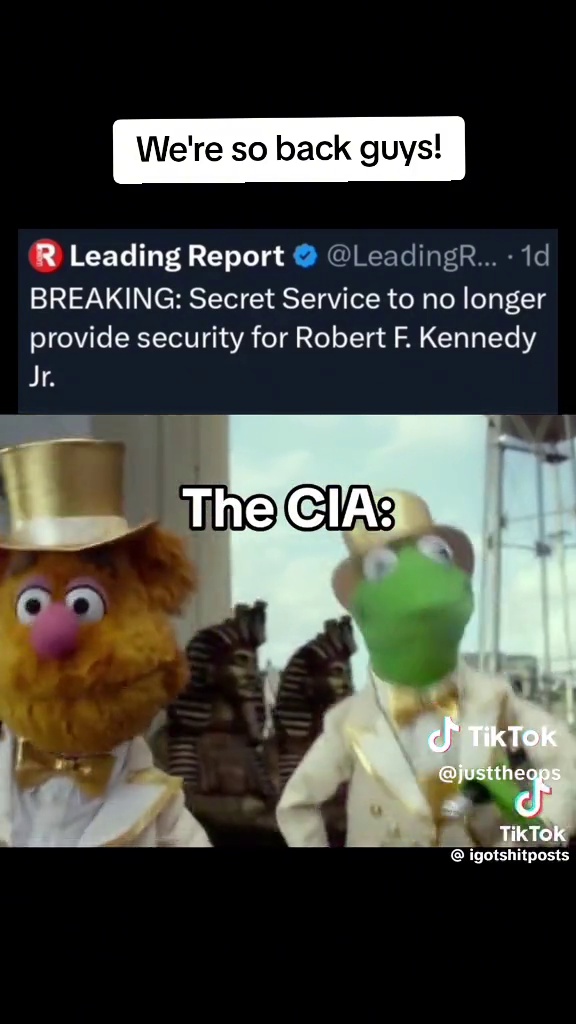 We're so back guys!
R Leading Report @LeadingR... · 1d
BREAKING: Secret Service to no longer
provide security for Robert F. Kennedy
Jr.
The CIA:
TikTok
@justtheops
TikTok
@ igotshitposts